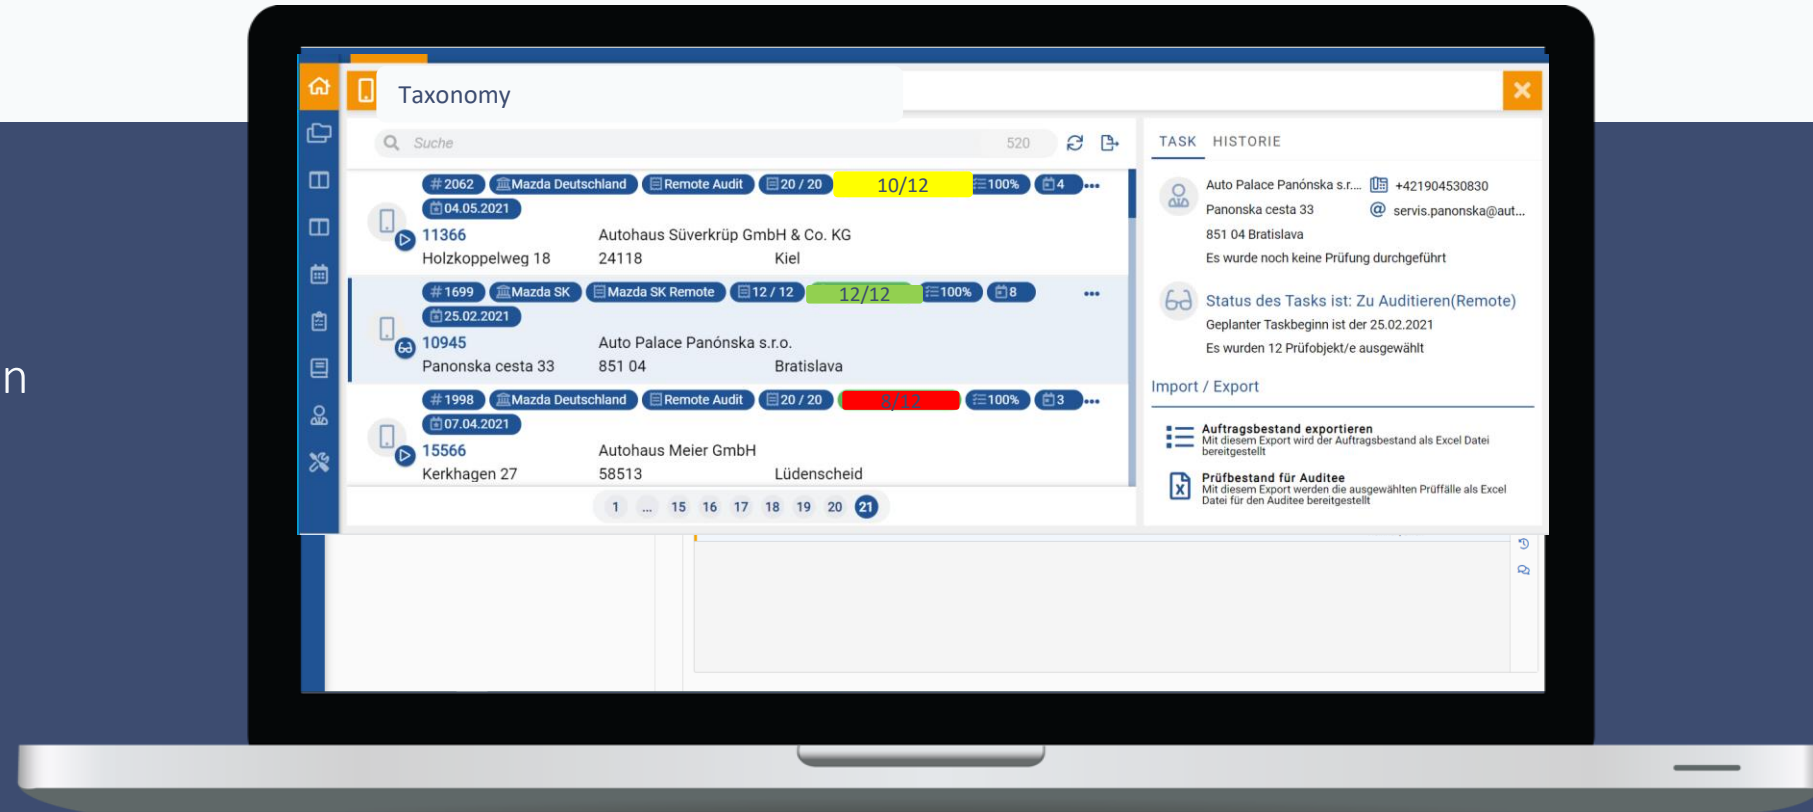 n
Taxonomy
Suche 520
#2062 Mazda Deutschland Remote Audit 20 / 20 10/12 100% 4 ...
04.05.2021
11366 Autohaus Süverkrüp GmbH & Co. KG
Holzkoppelweg 18 24118 Kiel
#1699 Mazda SK Mazda SK Remote 12 / 12 12/12 100% 8 ...
25.02.2021
10945 Auto Palace Panónska s.r.o.
Panonska cesta 33 851 04 Bratislava
#1998 Mazda Deutschland Remote Audit 20 / 20 8/12 100% 3 ...
07.04.2021
15566 Autohaus Meier GmbH
Kerkhagen 27 58513 Lüdenscheid
1 ... 15 16 17 18 19 20 21
TASK HISTORIE
Auto Palace Panónska s.r.... +421904530830
Panonska cesta 33 @ servis.panonska@aut...
851 04 Bratislava
Es wurde noch keine Prüfung durchgeführt
Status des Tasks ist: Zu Auditieren(Remote)
Geplanter Taskbeginn ist der 25.02.2021
Es wurden 12 Prüfobjekt/e ausgewählt
Import / Export
Auftragsbestand exportieren
Mit diesem Export wird der Auftragsbestand als Excel Datei
bereitgestellt
Prüfbestand für Auditee
Mit diesem Export werden die ausgewählten Prüffälle als Excel
Datei für den Auditee bereitgestellt